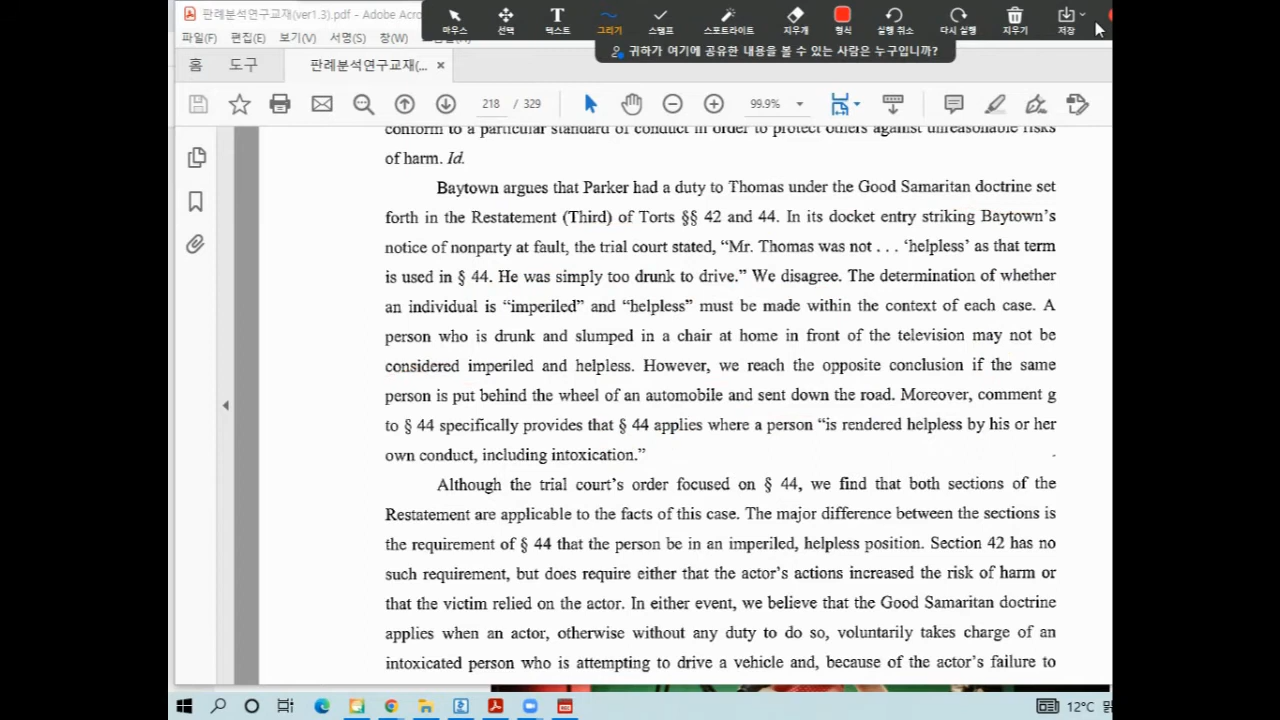 판례분석연구교재(ver1.3).pdf - Adobe Acro
마우스 선택 텍스트 그리기 스탬프 스포트라이트 지우개 형식 실행 취소 다시 실행 지우기 저장
파일(F) 편집(E) 보기(V) 서명(S) 창(W)
귀하가 여기에 공유한 내용을 볼 수 있는 사람은 누구입니까?
홈 도구 판례분석연구교재(... ×
218 / 329 99.9%
conform to a particular standard of conduct in order to protect others against unreasonable risks
of harm. Id.
Baytown argues that Parker had a duty to Thomas under the Good Samaritan doctrine set
forth in the Restatement (Third) of Torts §§ 42 and 44. In its docket entry striking Baytown's
notice of nonparty at fault, the trial court stated, “Mr. Thomas was not . . . ‘helpless’ as that term
is used in § 44. He was simply too drunk to drive.” We disagree. The determination of whether
an individual is “imperiled” and “helpless” must be made within the context of each case. A
person who is drunk and slumped in a chair at home in front of the television may not be
considered imperiled and helpless. However, we reach the opposite conclusion if the same
person is put behind the wheel of an automobile and sent down the road. Moreover, comment g
to § 44 specifically provides that § 44 applies where a person “is rendered helpless by his or her
own conduct, including intoxication.”
Although the trial court's order focused on § 44, we find that both sections of the
Restatement are applicable to the facts of this case. The major difference between the sections is
the requirement of § 44 that the person be in an imperiled, helpless position. Section 42 has no
such requirement, but does require either that the actor's actions increased the risk of harm or
that the victim relied on the actor. In either event, we believe that the Good Samaritan doctrine
applies when an actor, otherwise without any duty to do so, voluntarily takes charge of an
intoxicated person who is attempting to drive a vehicle and, because of the actor's failure to
12°C